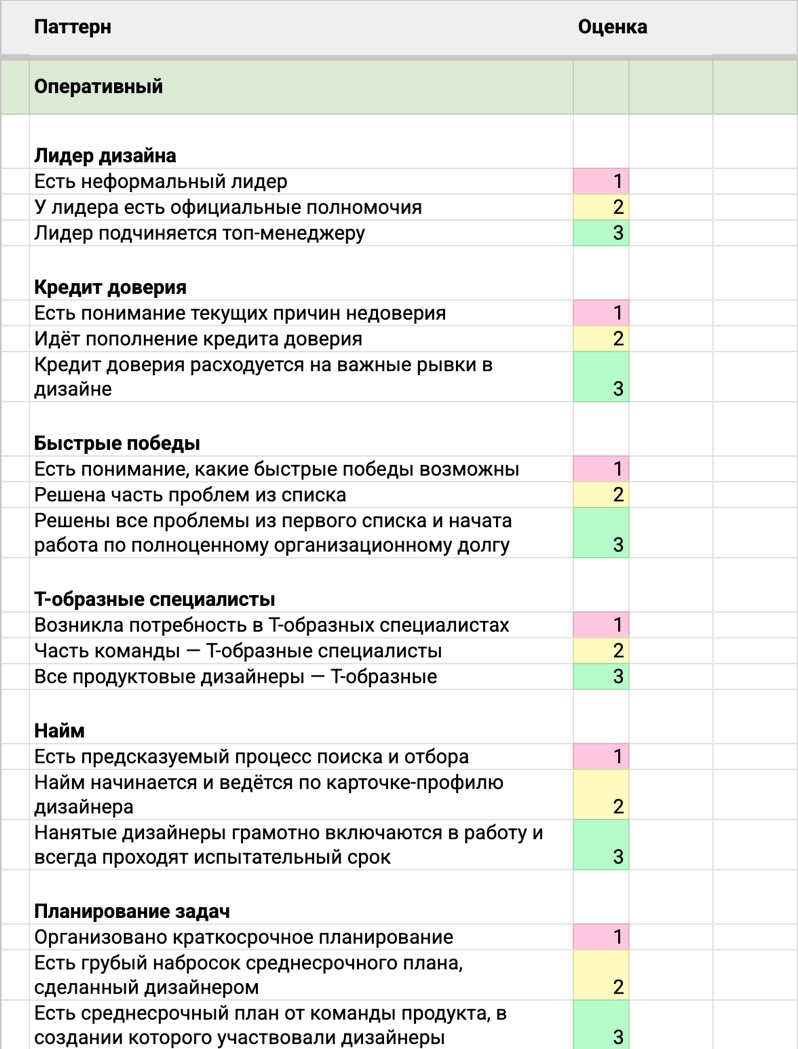 Паттерн Оценка
Оперативный
Лидер дизайна
Есть неформальный лидер 1
У лидера есть официальные полномочия 2
Лидер подчиняется топ-менеджеру 3
Кредит доверия
Есть понимание текущих причин недоверия 1
Идёт пополнение кредита доверия 2
Кредит доверия расходуется на важные рывки в
дизайне 3
Быстрые победы
Есть понимание, какие быстрые победы возможны 1
Решена часть проблем из списка 2
Решены все проблемы из первого списка и начата
работа по полноценному организационному долгу 3
Т-образные специалисты
Возникла потребность в Т-образных специалистах 1
Часть команды — Т-образные специалисты 2
Все продуктовые дизайнеры — Т-образные 3
Найм
Есть предсказуемый процесс поиска и отбора 1
Найм начинается и ведётся по карточке-профилю
дизайнера 2
Нанятые дизайнеры грамотно включаются в работу и
всегда проходят испытательный срок 3
Планирование задач
Организовано краткосрочное планирование 1
Есть грубый набросок среднесрочного плана,
сделанный дизайнером 2
Есть среднесрочный план от команды продукта, в
создании которого участвовали дизайнеры 3